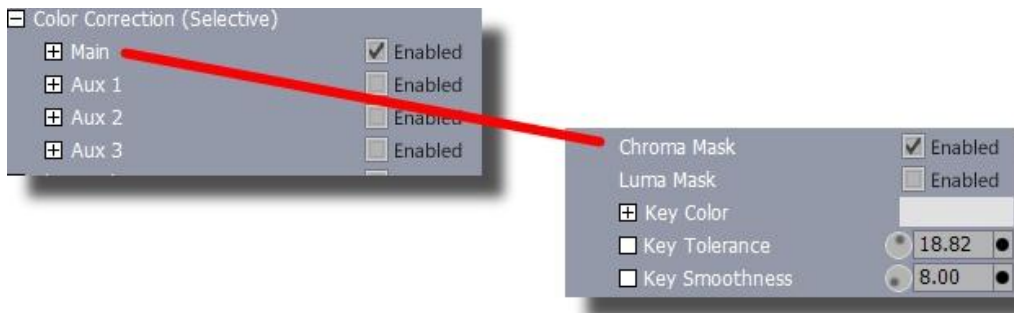 Color Correction (Selective)
Main Enabled
Aux 1 Enabled
Aux 2 Enabled
Aux 3 Enabled
Chroma Mask Enabled
Luma Mask Enabled
Key Color
Key Tolerance 18.82
Key Smoothness 8.00